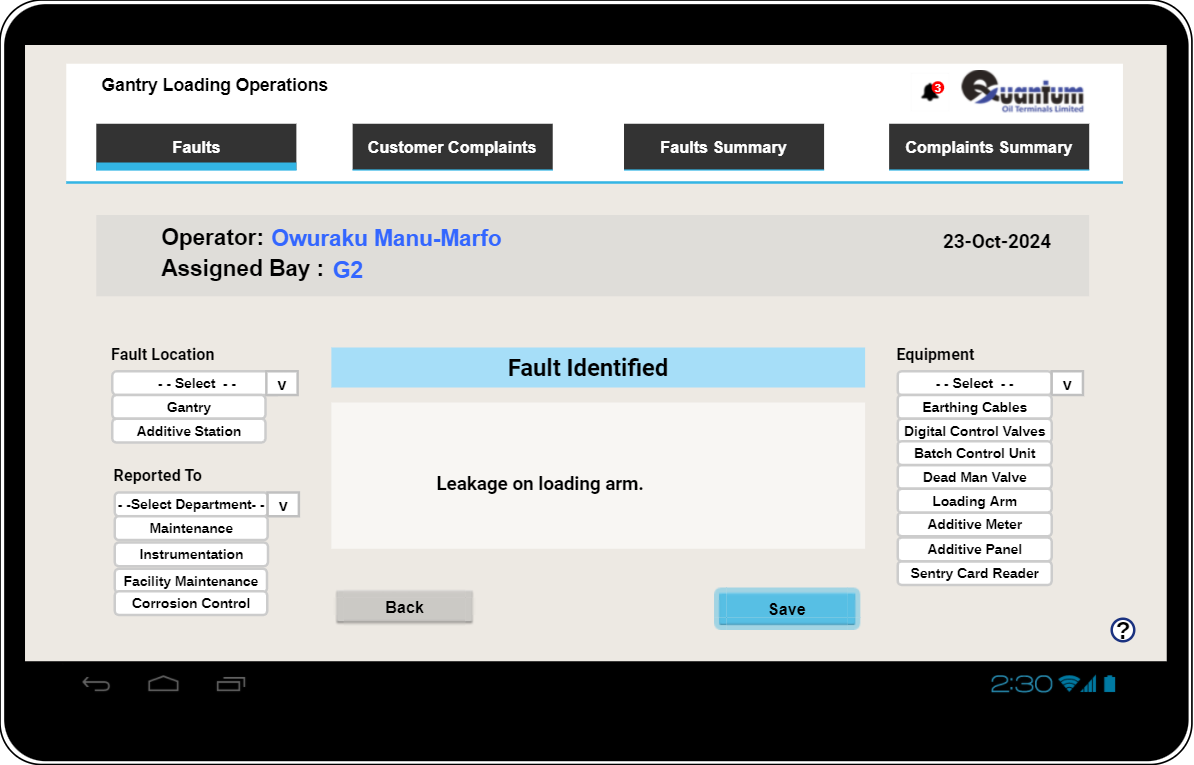 Gantry Loading Operations
3
Quantum
Oil Terminals Limited
Faults
Customer Complaints
Faults Summary
Complaints Summary
Operator: Owuraku Manu-Marfo
23-Oct-2024
Assigned Bay : G2
Fault Location
- - Select - -
v
Gantry
Additive Station
Reported To
- -Select Department- -
v
Maintenance
Instrumentation
Facility Maintenance
Corrosion Control
Fault Identified
Leakage on loading arm.
Back
Save
Equipment
- - Select - -
v
Earthing Cables
Digital Control Valves
Batch Control Unit
Dead Man Valve
Loading Arm
Additive Meter
Additive Panel
Sentry Card Reader
?
2:30